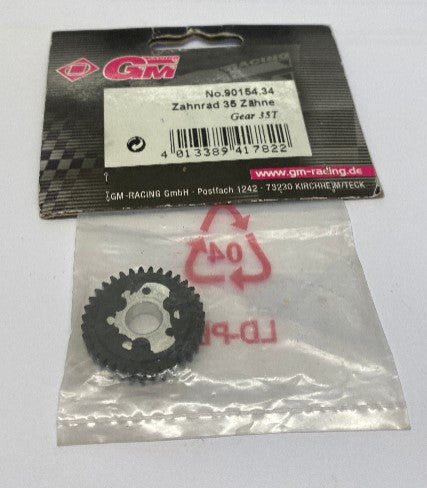 GM
RACING
No.90154.34
Zahnrad 35 Zähne
Gear 35T
4 013389 417822
www.gm-racing.de
GM-RACING GmbH - Postfach 1242 - 73230 KIRCHHEIM/TECK
04
LD-PE